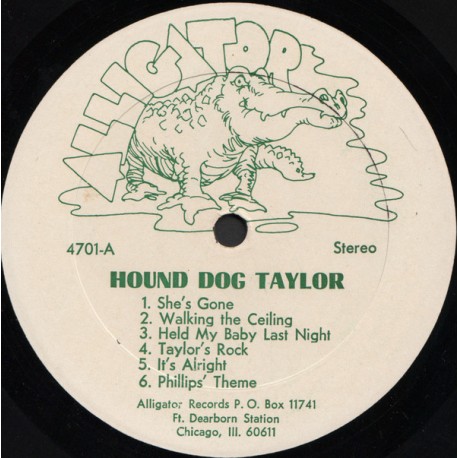 ALLIGATOR
4701-A
Stereo
HOUND DOG TAYLOR
1. She's Gone
2. Walking the Ceiling
3. Held My Baby Last Night
4. Taylor's Rock
5. It's Alright
6. Phillips' Theme
Alligator Records P. O. Box 11741
Ft. Dearborn Station
Chicago, Ill. 60611